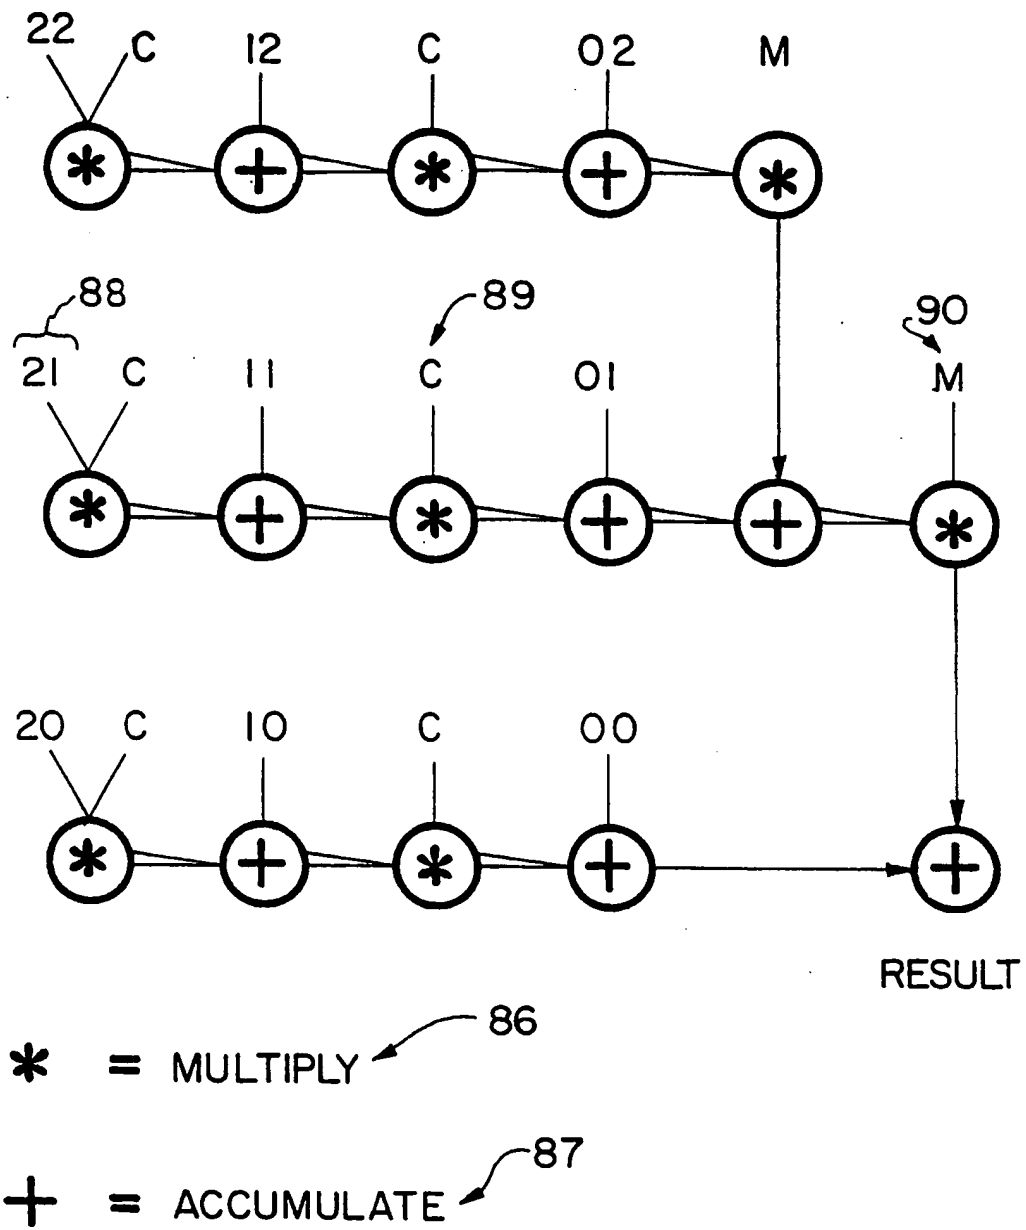 22 C 12 C 02 M
* + * + *
88 89 90
21 C 11 C 01 M
* + * + + *
20 C 10 C 00
* + * + +
RESULT
86
* = MULTIPLY
87
+ = ACCUMULATE